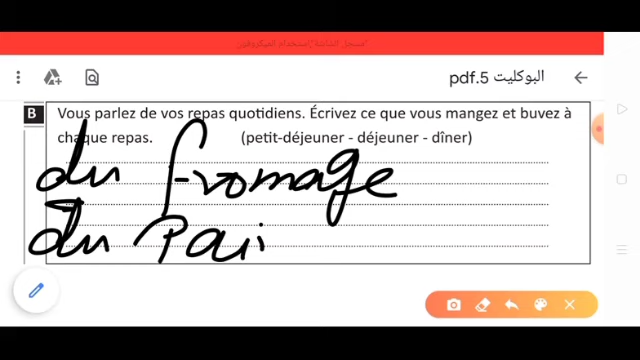 "مسجل الشاشة" باستخدام الميكروفون
البوكليت 5.pdf
B Vous parlez de vos repas quotidiens. Écrivez ce que vous mangez et buvez à
chaque repas. (petit-déjeuner - déjeuner - dîner)
du fromage
du Pai